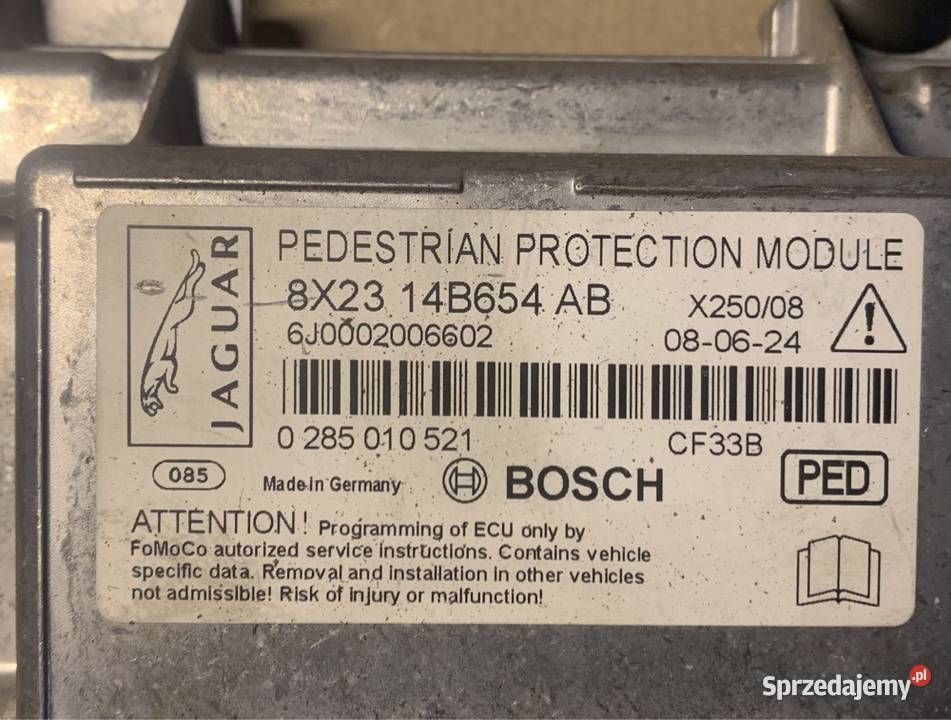 JAGUAR
PEDESTRIAN PROTECTION MODULE
8X23 14B654 AB
X250/08
6J0002006602
08-06-24
0 285 010 521
CF33B
085
Made-in Germany
BOSCH
PED
ATTENTION! Programming of ECU only by
FoMoCo autorized service instructions. Contains vehicle
specific data. Removal and installation in other vehicles
not admissible! Risk of injury or malfunction!
Sprzedajemy.pl